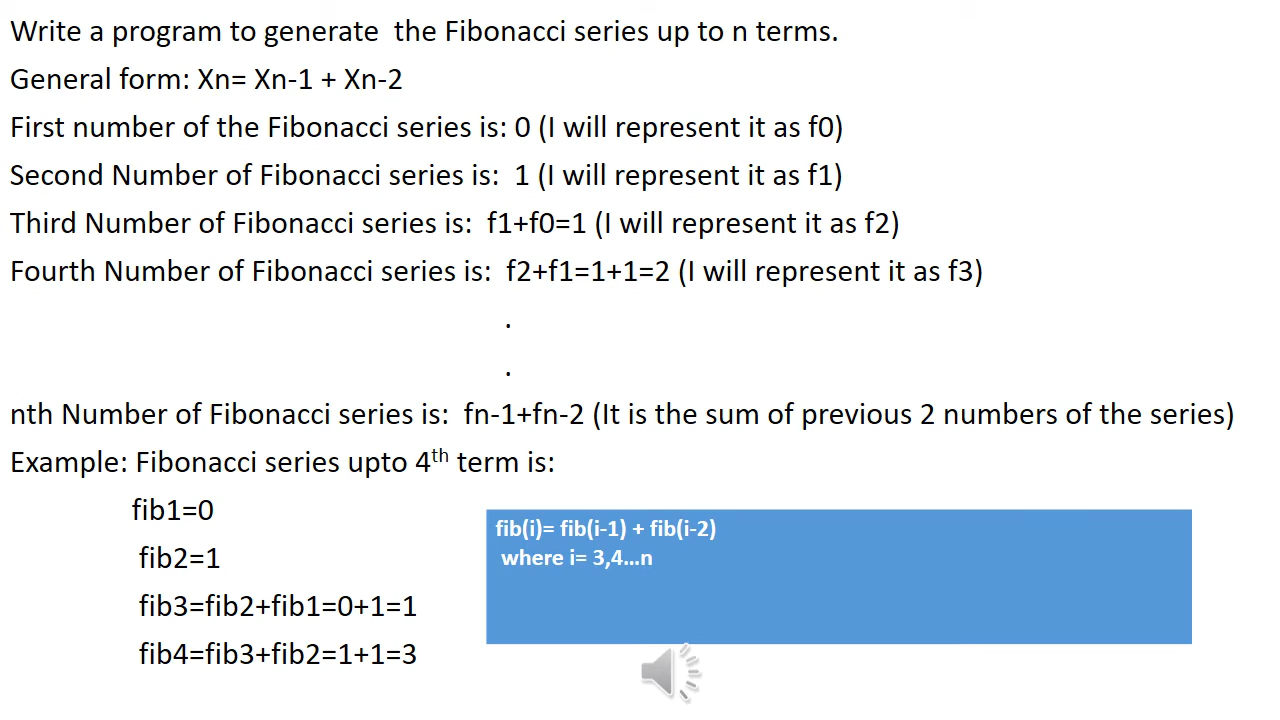 Write a program to generate  the Fibonacci series up to n terms.
General form: Xn= Xn-1 + Xn-2
First number of the Fibonacci series is: 0 (I will represent it as f0)
Second Number of Fibonacci series is:  1 (I will represent it as f1)
Third Number of Fibonacci series is:  f1+f0=1 (I will represent it as f2)
Fourth Number of Fibonacci series is:  f2+f1=1+1=2 (I will represent it as f3)
.
.
nth Number of Fibonacci series is:  fn-1+fn-2 (It is the sum of previous 2 numbers of the series)
Example: Fibonacci series upto 4th term is:
fib1=0
fib2=1
fib3=fib2+fib1=0+1=1
fib4=fib3+fib2=1+1=3
fib(i)= fib(i-1) + fib(i-2)
where i= 3,4...n